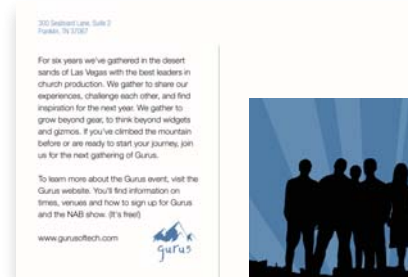 300 Seaboard Lane, Suite 2
Franklin, TN 37067
For six years we've gathered in the desert
sands of Las Vegas with the best leaders in
church production. We gather to share our
experiences, challenge each other, and find
inspiration for the next year. We gather to
grow beyond gear, to think beyond widgets
and gizmos. If you've climbed the mountain
before or are ready to start your journey, join
us for the next gathering of Gurus.
To learn more about the Gurus event, visit the
Gurus website. You'll find information on
times, venues and how to sign up for Gurus
and the NAB show. (It's free!)
www.gurusoftech.com
gurus